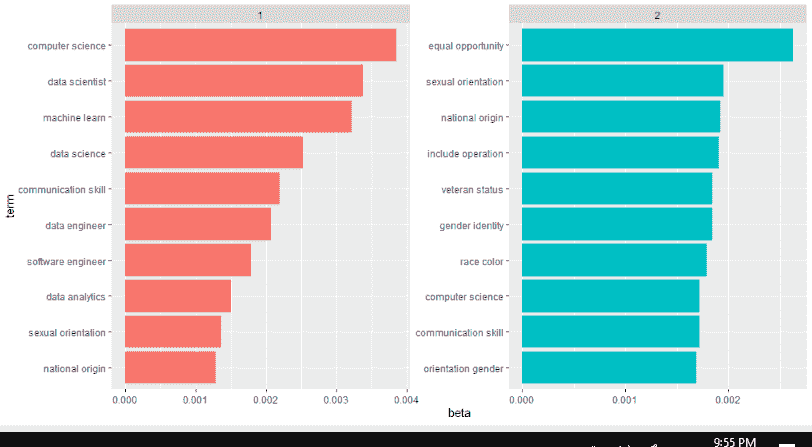 1
computer science
data scientist
machine learn
data science
communication skill
data engineer
software engineer
data analytics
sexual orientation
national origin
0.000 0.001 0.002 0.003 0.004
term
2
equal opportunity
sexual orientation
national origin
include operation
veteran status
gender identity
race color
computer science
communication skill
orientation gender
0.000 0.001 0.002
beta
9:55 PM